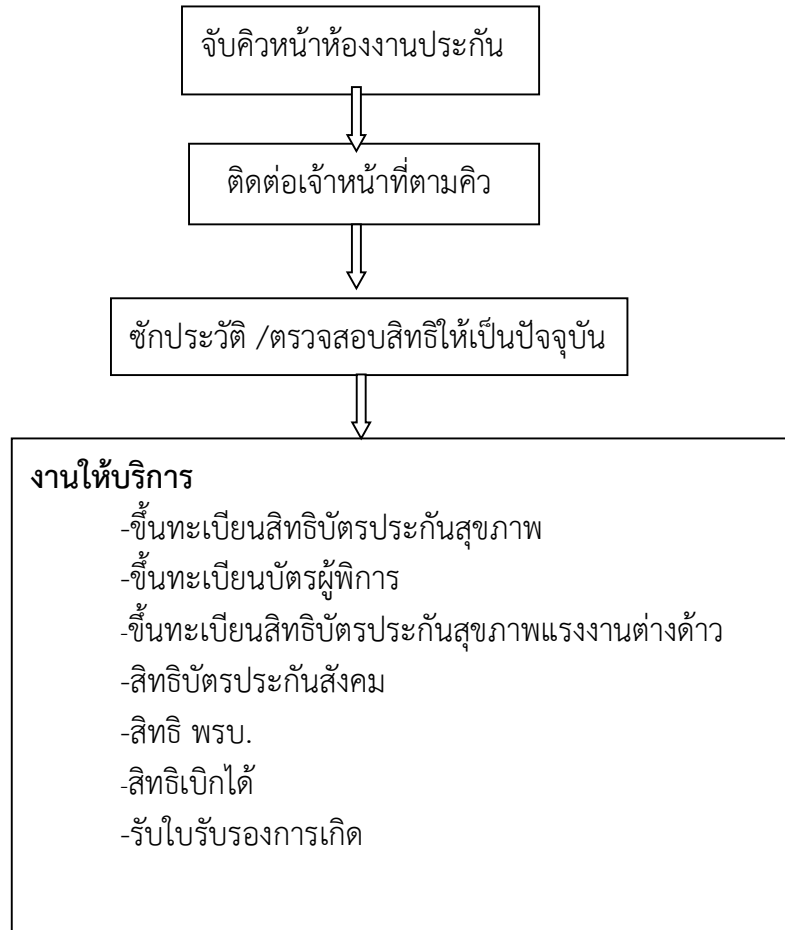 จับคิวหน้าห้องงานประกัน
ติดต่อเจ้าหน้าที่ตามคิว
ซักประวัติ /ตรวจสอบสิทธิให้เป็นปัจจุบัน
งานให้บริการ
-ขึ้นทะเบียนสิทธิบัตรประกันสุขภาพ
-ขึ้นทะเบียนบัตรผู้พิการ
-ขึ้นทะเบียนสิทธิบัตรประกันสุขภาพแรงงานต่างด้าว
-สิทธิบัตรประกันสังคม
-สิทธิ พรบ.
-สิทธิเบิกได้
-รับใบรับรองการเกิด